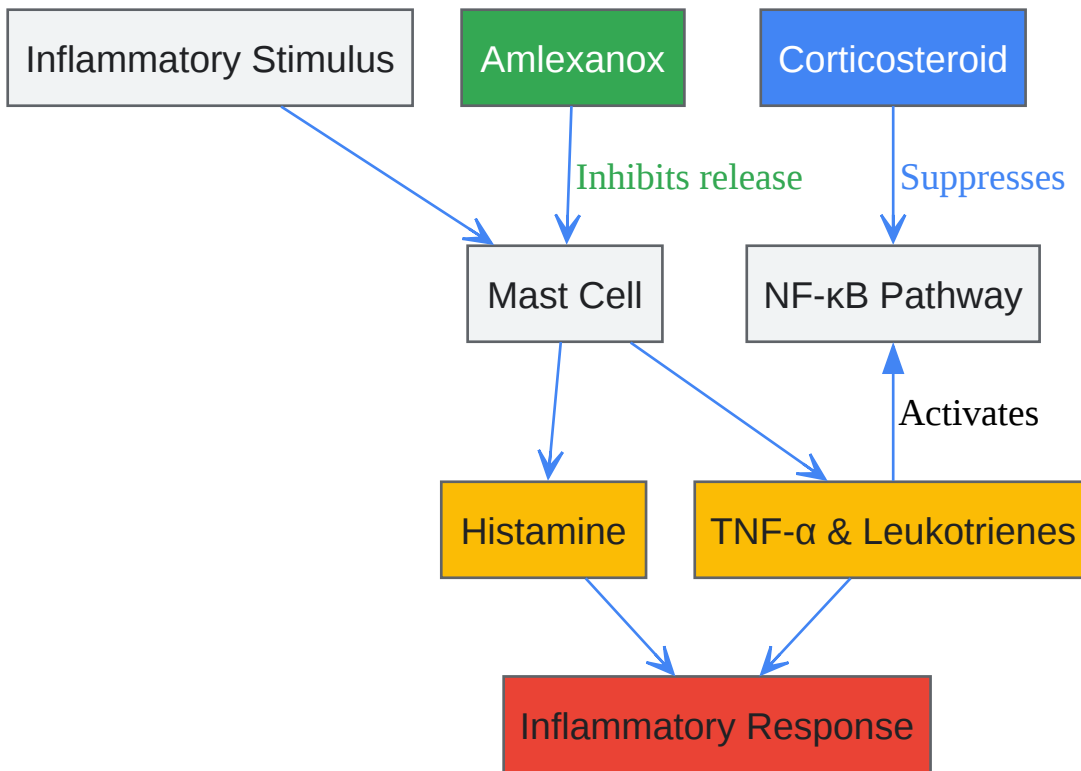 Inflammatory Stimulus
Amlexanox
Corticosteroid
Inhibits release
Suppresses
Mast Cell
NF-κB Pathway
Activates
Histamine
TNF-α & Leukotrienes
Inflammatory Response